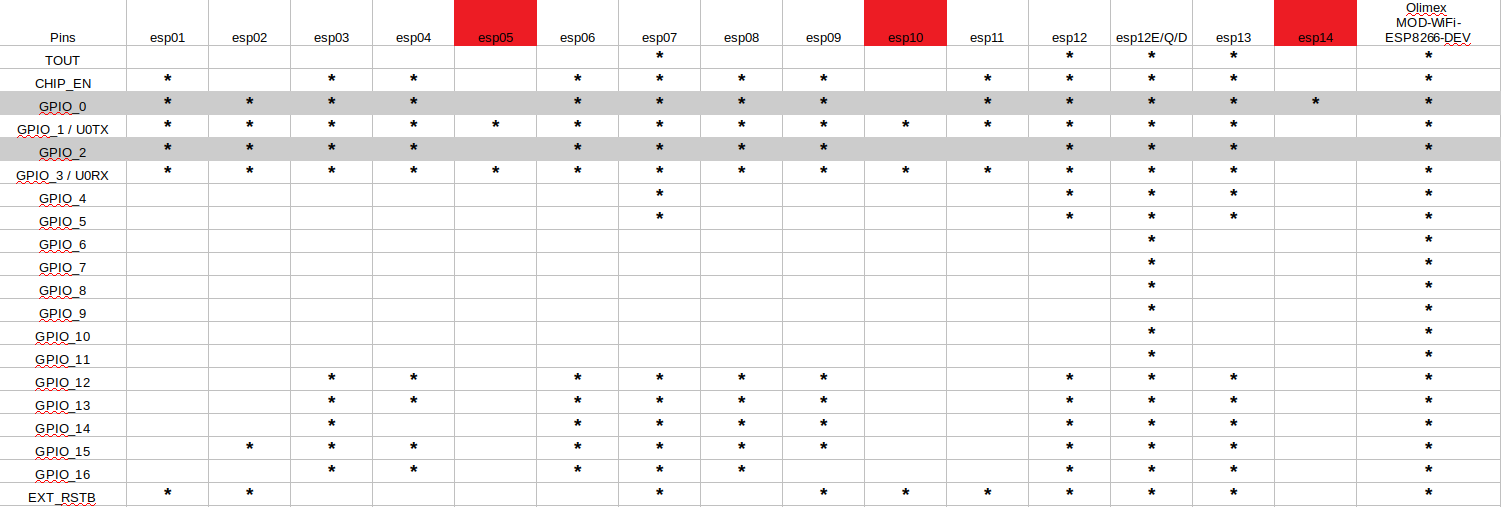 Olimex
MOD-WiFi-
Pins esp01 esp02 esp03 esp04 esp05 esp06 esp07 esp08 esp09 esp10 esp11 esp12 esp12E/Q/D esp13 esp14 ESP8266-DEV
TOUT * * * * *
CHIP_EN * * * * * * * * * * * *
GPIO_0 * * * * * * * * * * * * * *
GPIO_1 / U0TX * * * * * * * * * * * * * * *
GPIO_2 * * * * * * * * * * * *
GPIO_3 / U0RX * * * * * * * * * * * * * * *
GPIO_4 * * * * *
GPIO_5 * * * * *
GPIO_6 * *
GPIO_7 * *
GPIO_8 * *
GPIO_9 * *
GPIO_10 * *
GPIO_11 * *
GPIO_12 * * * * * * * * * *
GPIO_13 * * * * * * * * * *
GPIO_14 * * * * * * * * *
GPIO_15 * * * * * * * * * * *
GPIO_16 * * * * * * * * *
EXT_RSTB * * * * * * * * * *